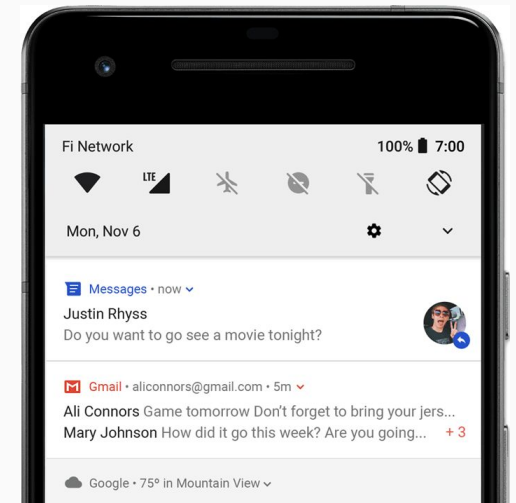 Fi Network 100% 7:00
LTE
Mon, Nov 6
Messages • now
Justin Rhyss
Do you want to go see a movie tonight?
Gmail • aliconnors@gmail.com • 5m
Ali Connors Game tomorrow Don't forget to bring your jers...
Mary Johnson How did it go this week? Are you going... + 3
Google • 75º in Mountain View